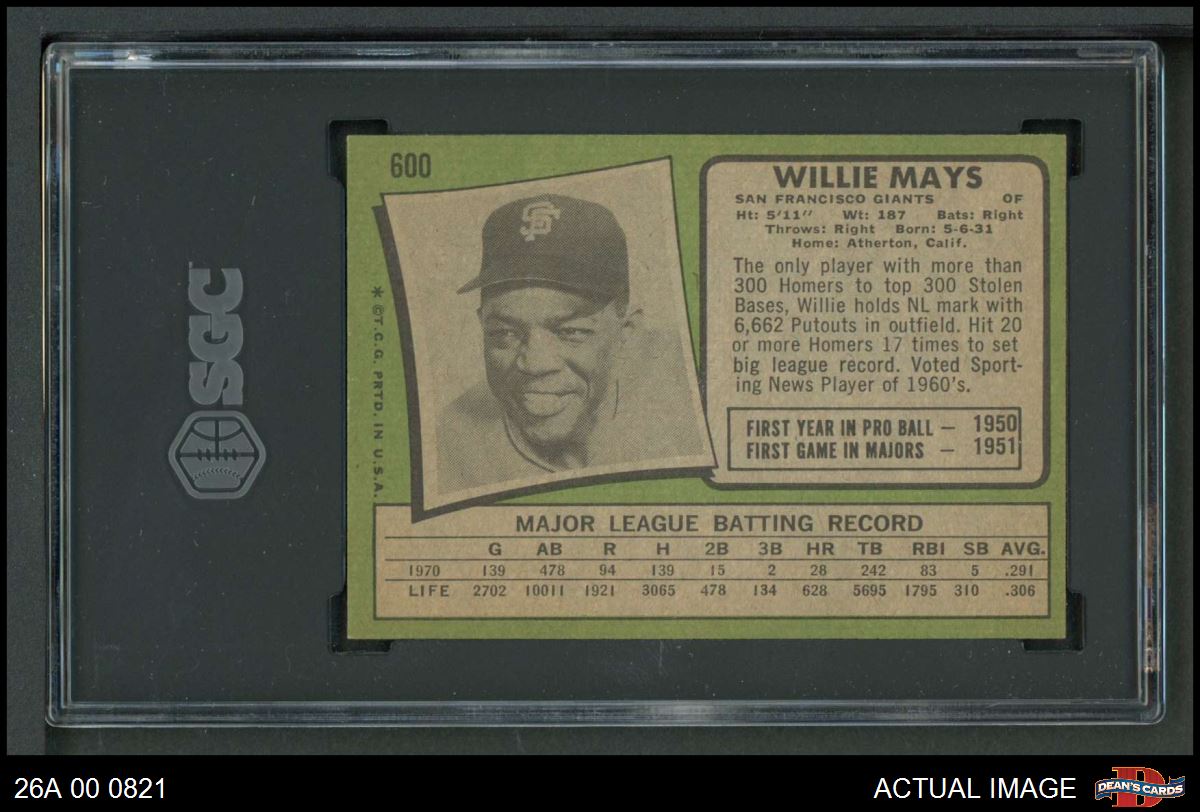 SGC
600
SF
* ©T.C.G. PRTD. IN U.S.A.
WILLIE MAYS
SAN FRANCISCO GIANTS OF
Ht: 5'11" Wt: 187 Bats: Right
Throws: Right Born: 5-6-31
Home: Atherton, Calif.
The only player with more than
300 Homers to top 300 Stolen
Bases, Willie holds NL mark with
6,662 Putouts in outfield. Hit 20
or more Homers 17 times to set
big league record. Voted Sport-
ing News Player of 1960's.
FIRST YEAR IN PRO BALL — 1950
FIRST GAME IN MAJORS — 1951
MAJOR LEAGUE BATTING RECORD
G AB R H 2B 3B HR TB RBI SB AVG.
1970 139 478 94 139 15 2 28 242 83 5 .291
LIFE 2702 10011 1921 3065 478 134 628 5695 1795 310 .306
26A 00 0821
ACTUAL IMAGE
D
DEAN'S CARDS